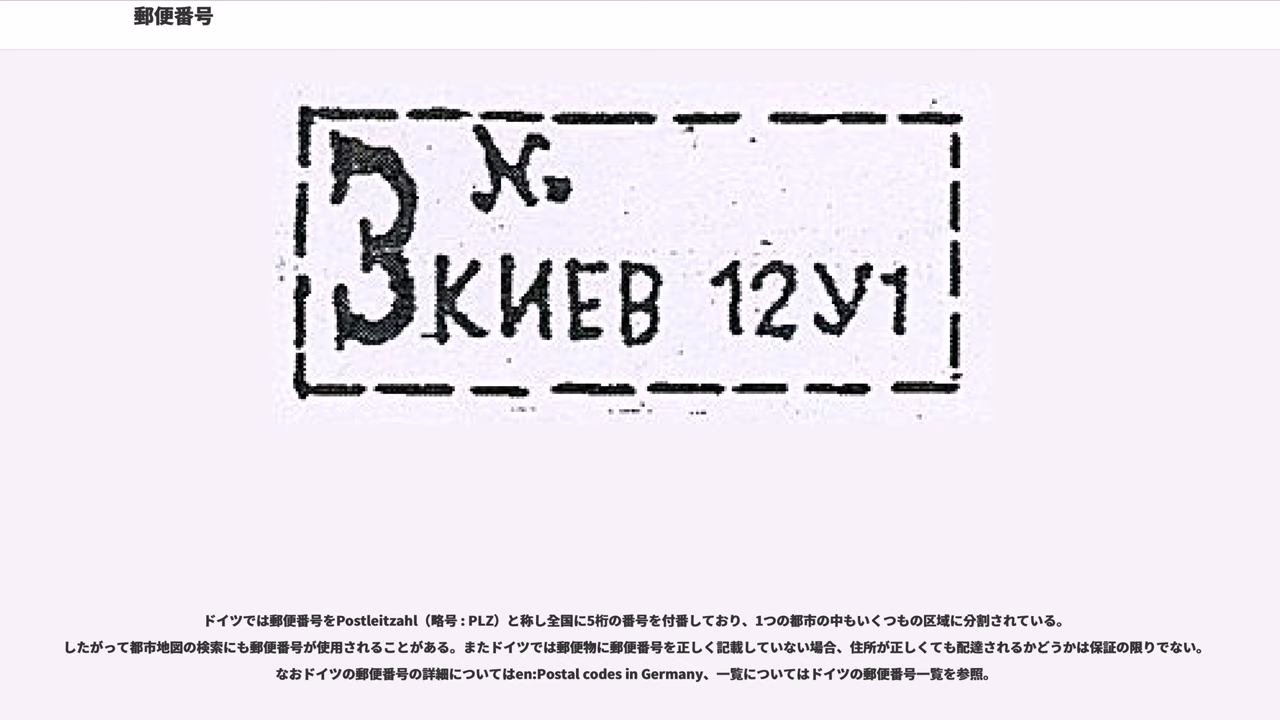 郵便番号
З №
КИЕВ 12У1
ドイツでは郵便番号をPostleitzahl（略号 : PLZ）と称し全国に5桁の番号を付番しており、1つの都市の中もいくつもの区域に分割されている。
したがって都市地図の検索にも郵便番号が使用されることがある。またドイツでは郵便物に郵便番号を正しく記載していない場合、住所が正しくても配達されるかどうかは保証の限りでない。
なおドイツの郵便番号の詳細についてはen:Postal codes in Germany、一覧についてはドイツの郵便番号一覧を参照。